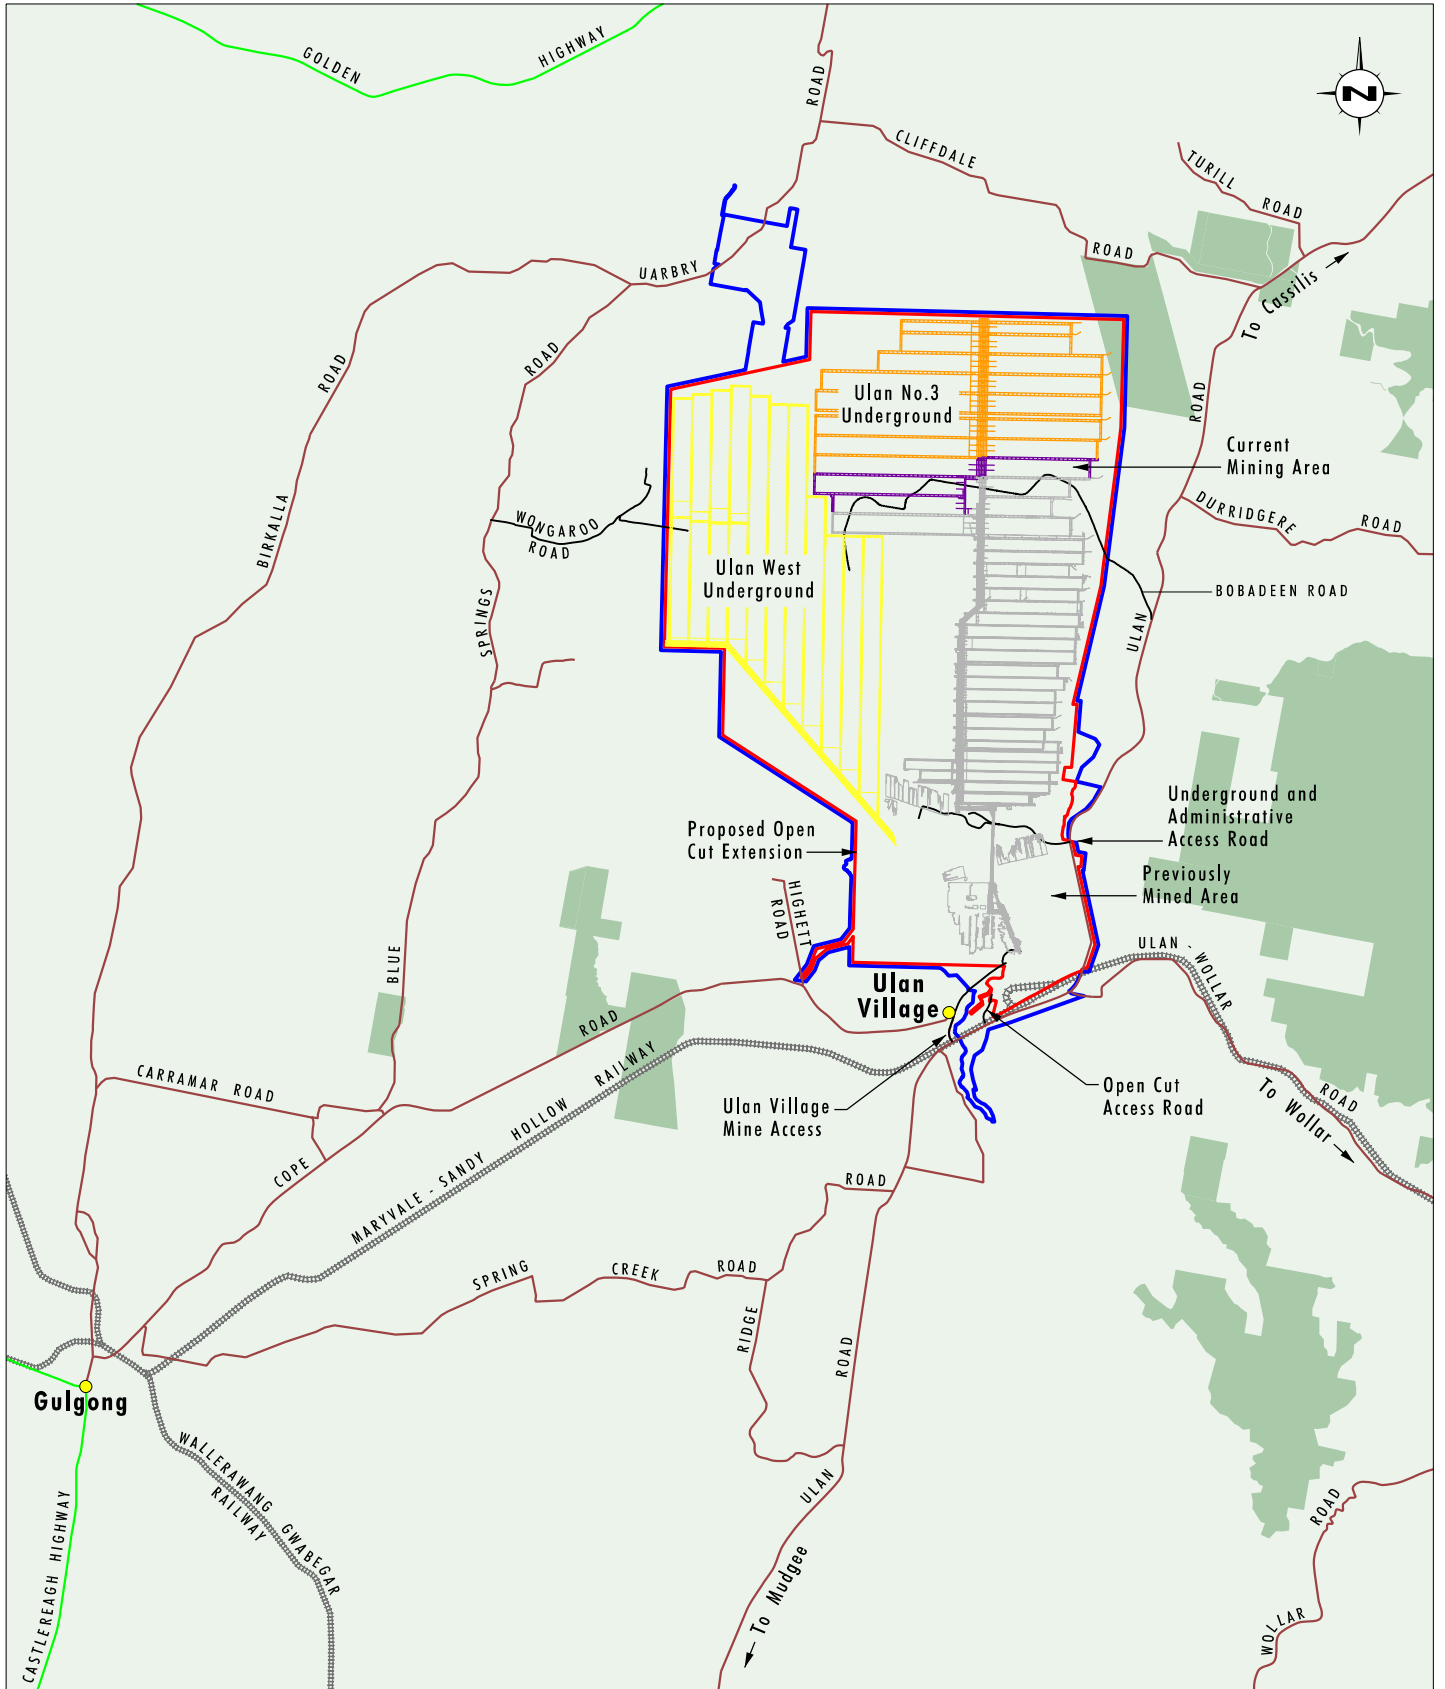 GOLDEN
HIGHWAY
ROAD
CLIFFDALE
ROAD
TURILL
ROAD
N
To Cassilis
UARBRY
ROAD
ROAD
BIRKALLA
SPRINGS
BLUE
WONGAROO
ROAD
Ulan No.3
Underground
Current
Mining Area
ROAD
DURRIDGERE
ROAD
Ulan West
Underground
BOBADEEN ROAD
ULAN
Underground and
Administrative
Access Road
Proposed Open
Cut Extension
Previously
Mined Area
HIGHETT
ROAD
ULAN - WOLLAR
ROAD
To Wollar
Ulan
Village
ROAD
COPE
CARRAMAR ROAD
MARYVALE - SANDY
HOLLOW
RAILWAY
Ulan Village
Mine Access
Open Cut
Access Road
ROAD
SPRING
CREEK
ROAD
RIDGE
ROAD
ULAN
To Mudgee
Gulgong
WALLERAWANG
GWABEGAR
RAILWAY
CASTLEREAGH HIGHWAY
ROAD
WOLLAR